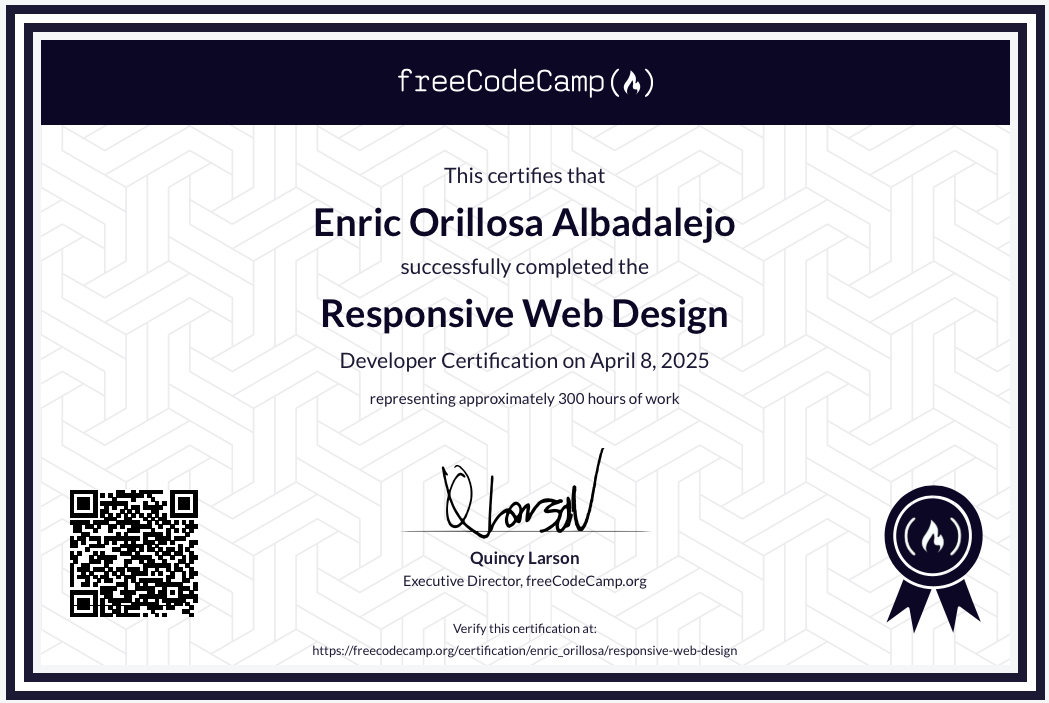 freeCodeCamp
This certifies that
Enric Orillosa Albadalejo
successfully completed the
Responsive Web Design
Developer Certification on April 8, 2025
representing approximately 300 hours of work
Q Larson
Quincy Larson
Executive Director, freeCodeCamp.org
Verify this certification at:
https://freecodecamp.org/certification/enric_orillosa/responsive-web-design